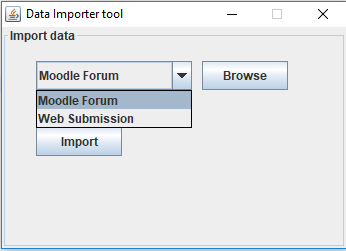 Data Importer tool
Import data
Moodle Forum
Browse
Moodle Forum
Web Submission
Import